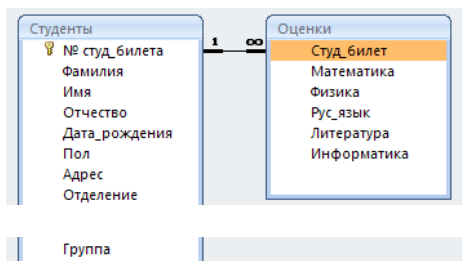 Студенты
№ студ_билета
Фамилия
Имя
Отчество
Дата_рождения
Пол
Адрес
Отделение
Группа
1 ∞
Оценки
Студ_билет
Математика
Физика
Рус_язык
Литература
Информатика